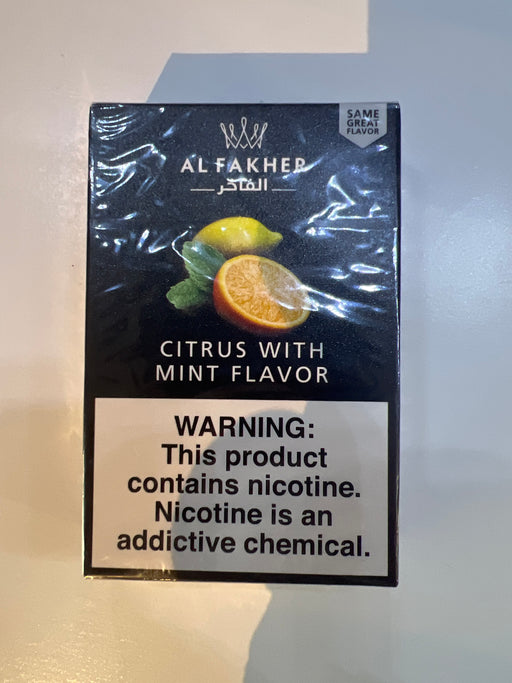 SAME
GREAT
FLAVOR
AL FAKHER
الفاخر
CITRUS WITH
MINT FLAVOR
WARNING:
This product
contains nicotine.
Nicotine is an
addictive chemical.